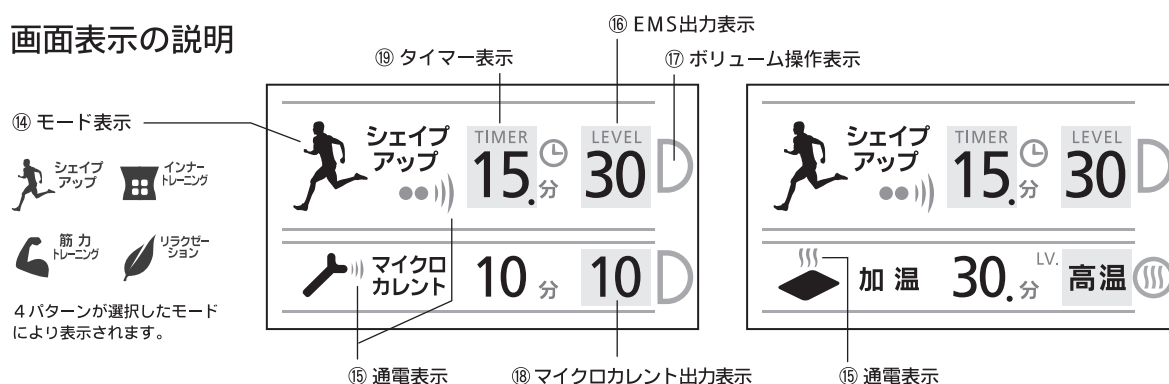 画面表示の説明
⑯ EMS出力表示
⑲ タイマー表示
⑰ ボリューム操作表示
⑭ モード表示
シェイプ
アップ
インナー
トレーニング
筋力
トレーニング
リラクゼー
ション
4パターンが選択したモード
により表示されます。
シェイプ
アップ
TIMER
15.分
LEVEL
30
マイクロ
カレント
10 分
10
シェイプ
アップ
TIMER
15.分
LEVEL
30
加温
30.分
LV.
高温
⑮ 通電表示
⑱ マイクロカレント出力表示
⑮ 通電表示